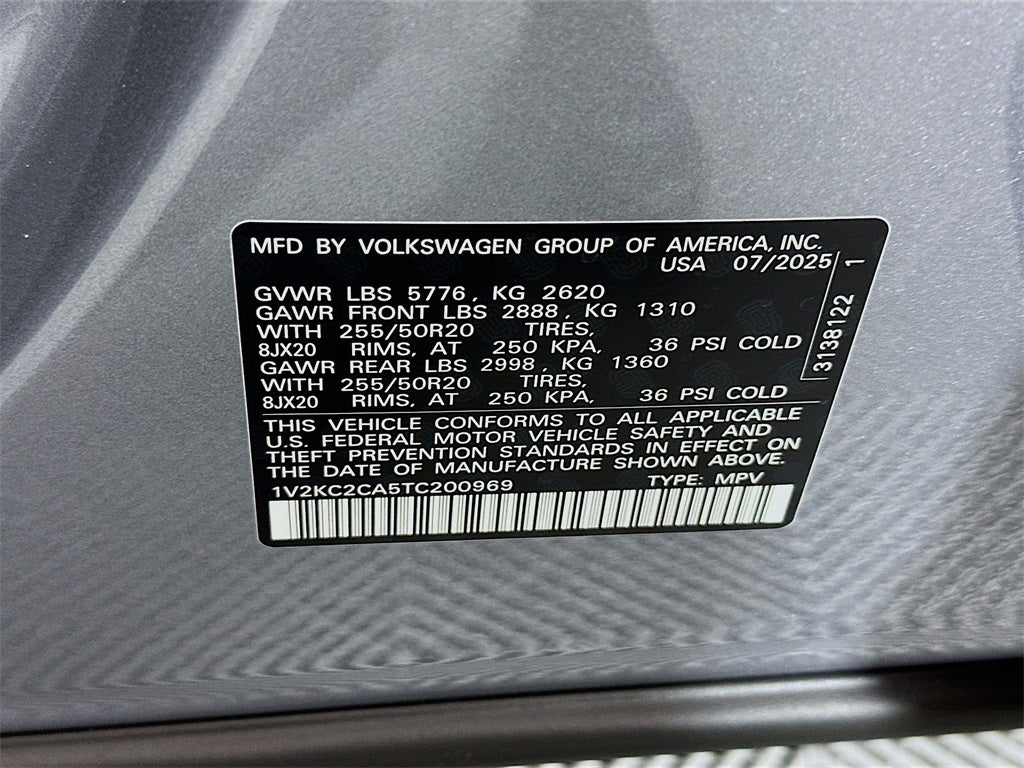 MFD BY VOLKSWAGEN GROUP OF AMERICA, INC.
USA 07/2025
GVWR LBS 5776, KG 2620
GAWR FRONT LBS 2888, KG 1310
WITH 255/50R20 TIRES,
8JX20 RIMS, AT 250 KPA, 36 PSI COLD
GAWR REAR LBS 2998, KG 1360
WITH 255/50R20 TIRES,
8JX20 RIMS, AT 250 KPA, 36 PSI COLD
THIS VEHICLE CONFORMS TO ALL APPLICABLE
U.S. FEDERAL MOTOR VEHICLE SAFETY AND
THEFT PREVENTION STANDARDS IN EFFECT ON
THE DATE OF MANUFACTURE SHOWN ABOVE.
1V2KC2CA5TC200969 TYPE: MPV
3138122 1